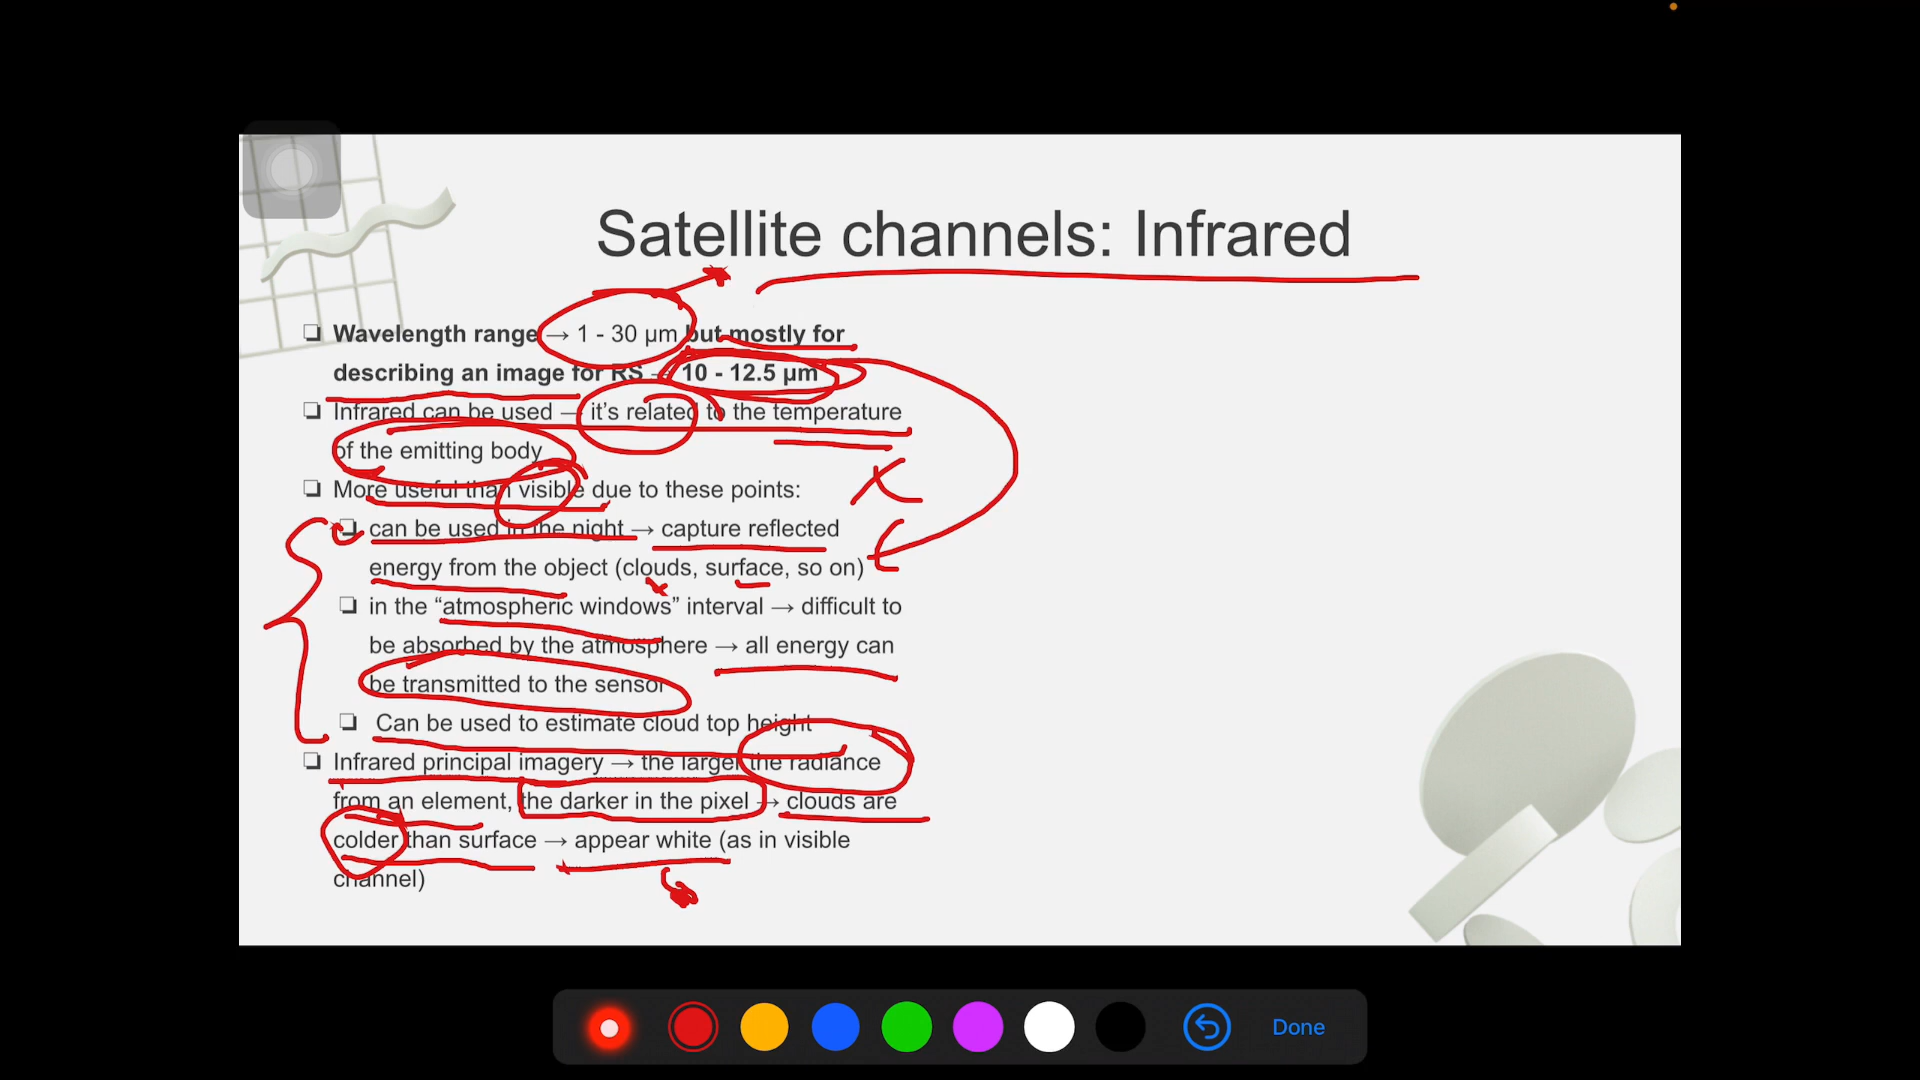 Satellite channels: Infrared
❏ Wavelength range → 1 - 30 µm but mostly for
describing an image for RS → 10 - 12.5 µm
❏ Infrared can be used → it's related to the temperature
of the emitting body
❏ More useful than visible due to these points:
❏ can be used in the night → capture reflected
energy from the object (clouds, surface, so on)
❏ in the “atmospheric windows” interval → difficult to
be absorbed by the atmosphere → all energy can
be transmitted to the sensor
❏ Can be used to estimate cloud top height
❏ Infrared principal imagery → the larger the radiance
from an element, the darker in the pixel → clouds are
colder than surface → appear white (as in visible
channel)
Done